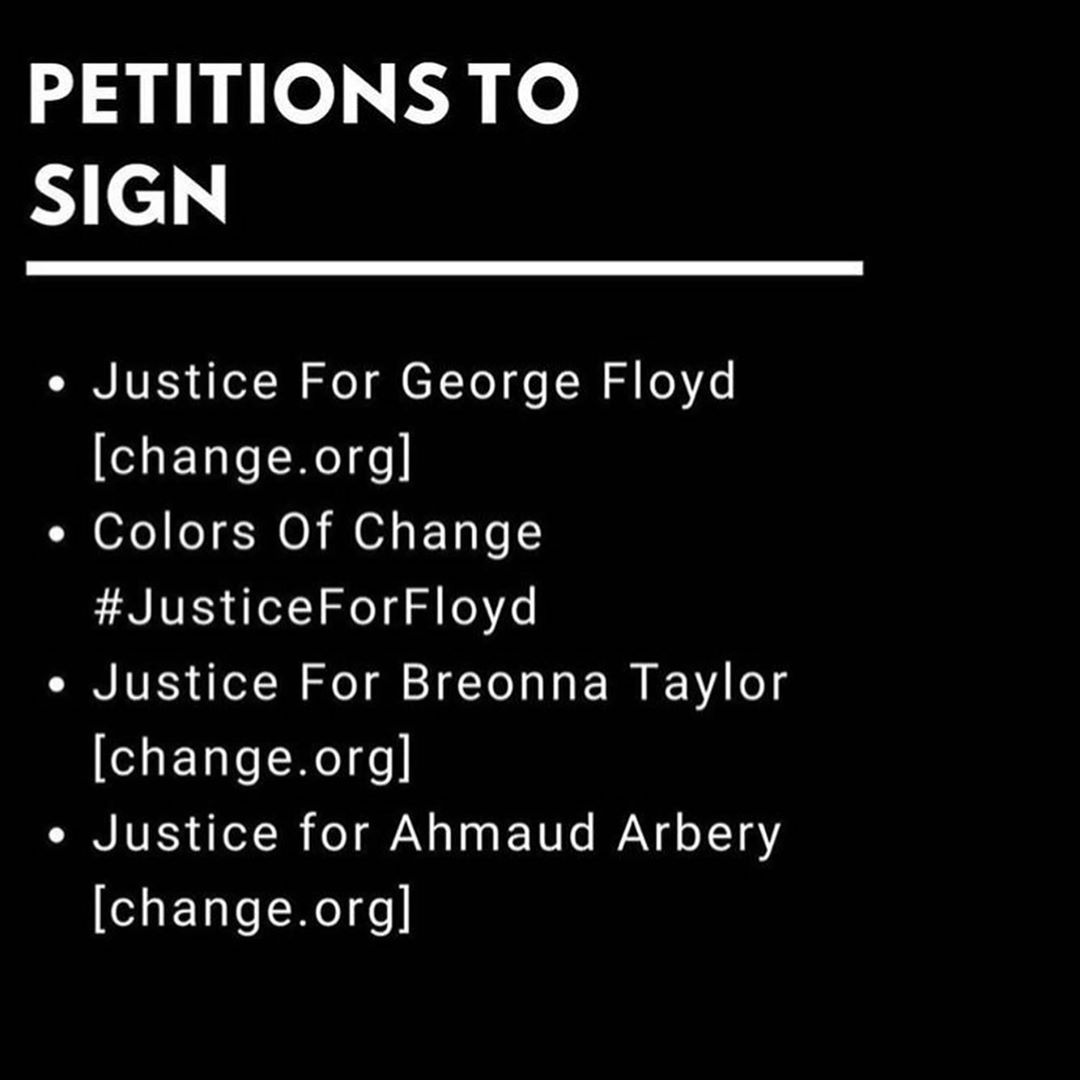 PETITIONS TO
SIGN
• Justice For George Floyd
[change.org]
• Colors Of Change
#JusticeForFloyd
• Justice For Breonna Taylor
[change.org]
• Justice for Ahmaud Arbery
[change.org]